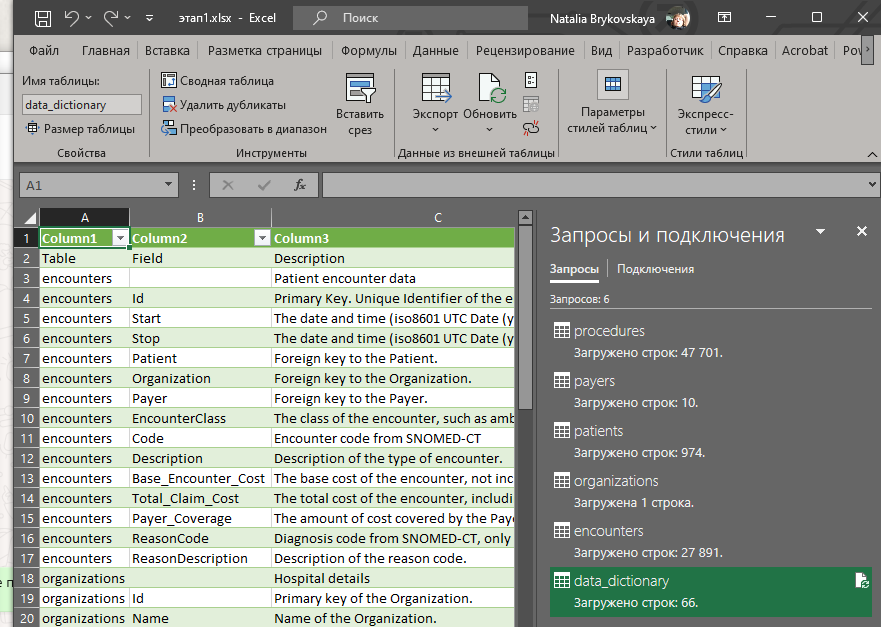 этап1.xlsx - Excel
Поиск
Natalia Brykovskaya
Файл Главная Вставка Разметка страницы Формулы Данные Рецензирование Вид Разработчик Справка Acrobat Pov
Имя таблицы:
data_dictionary
Размер таблицы
Свойства
Сводная таблица
Удалить дубликаты
Преобразовать в диапазон
Инструменты
Вставить
срез
Экспорт
Обновить
Данные из внешней таблицы
Параметры
стилей таблиц
Экспресс-
стили
Стили таблиц
A1
fx
A B C
1 Column1 Column2 Column3
2 Table Field Description
3 encounters Patient encounter data
4 encounters Id Primary Key. Unique Identifier of the e
5 encounters Start The date and time (iso8601 UTC Date (y
6 encounters Stop The date and time (iso8601 UTC Date (y
7 encounters Patient Foreign key to the Patient.
8 encounters Organization Foreign key to the Organization.
9 encounters Payer Foreign key to the Payer.
10 encounters EncounterClass The class of the encounter, such as amb
11 encounters Code Encounter code from SNOMED-CT
12 encounters Description Description of the type of encounter.
13 encounters Base_Encounter_Cost The base cost of the encounter, not inc
14 encounters Total_Claim_Cost The total cost of the encounter, includi
15 encounters Payer_Coverage The amount of cost covered by the Paye
16 encounters ReasonCode Diagnosis code from SNOMED-CT, only
17 encounters ReasonDescription Description of the reason code.
18 organizations Hospital details
19 organizations Id Primary key of the Organization.
20 organizations Name Name of the Organization.
Запросы и подключения
Запросы Подключения
Запросов: 6
procedures
Загружено строк: 47 701.
payers
Загружено строк: 10.
patients
Загружено строк: 974.
organizations
Загружена 1 строка.
encounters
Загружено строк: 27 891.
data_dictionary
Загружено строк: 66.